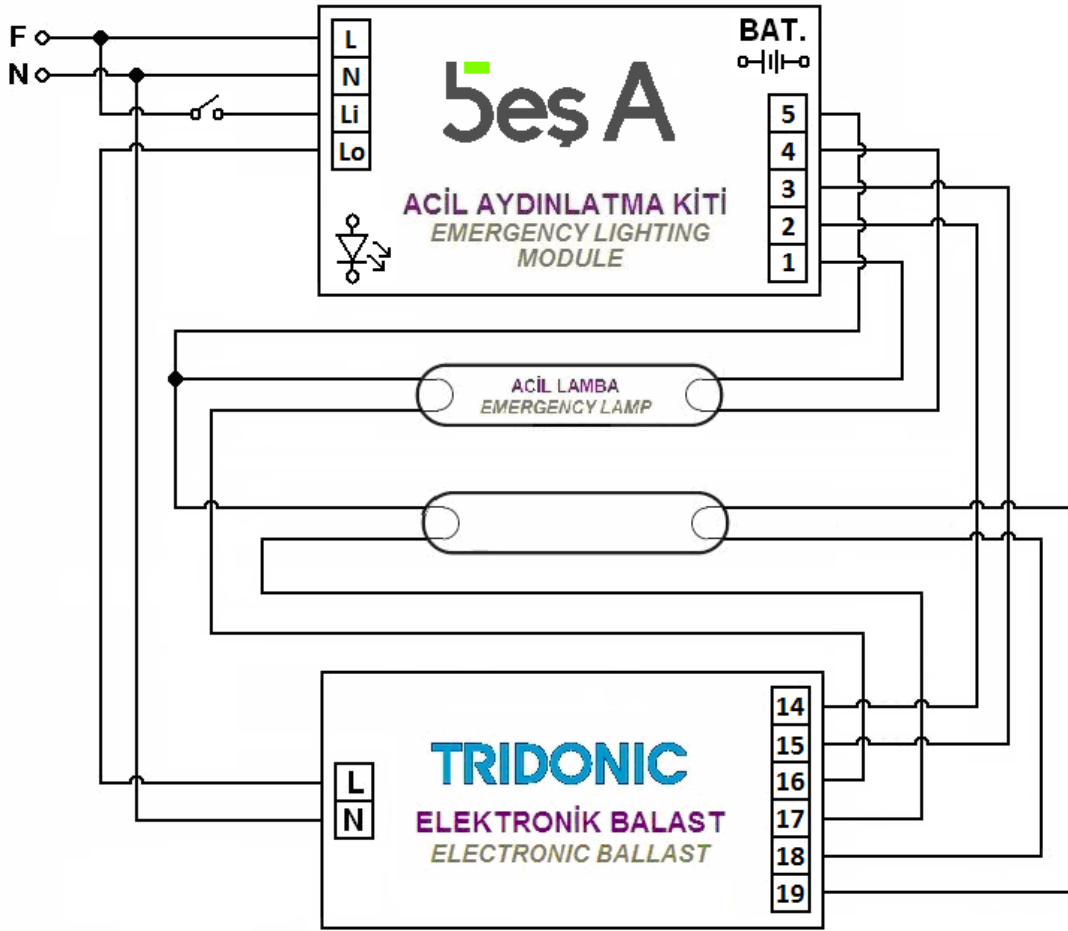 F
N
L
N
Li
Lo
BAT.
beş A
5
4
3
2
1
ACİL AYDINLATMA KİTİ
EMERGENCY LIGHTING
MODULE
ACİL LAMBA
EMERGENCY LAMP
L
N
TRIDONIC
ELEKTRONİK BALAST
ELECTRONIC BALLAST
14
15
16
17
18
19